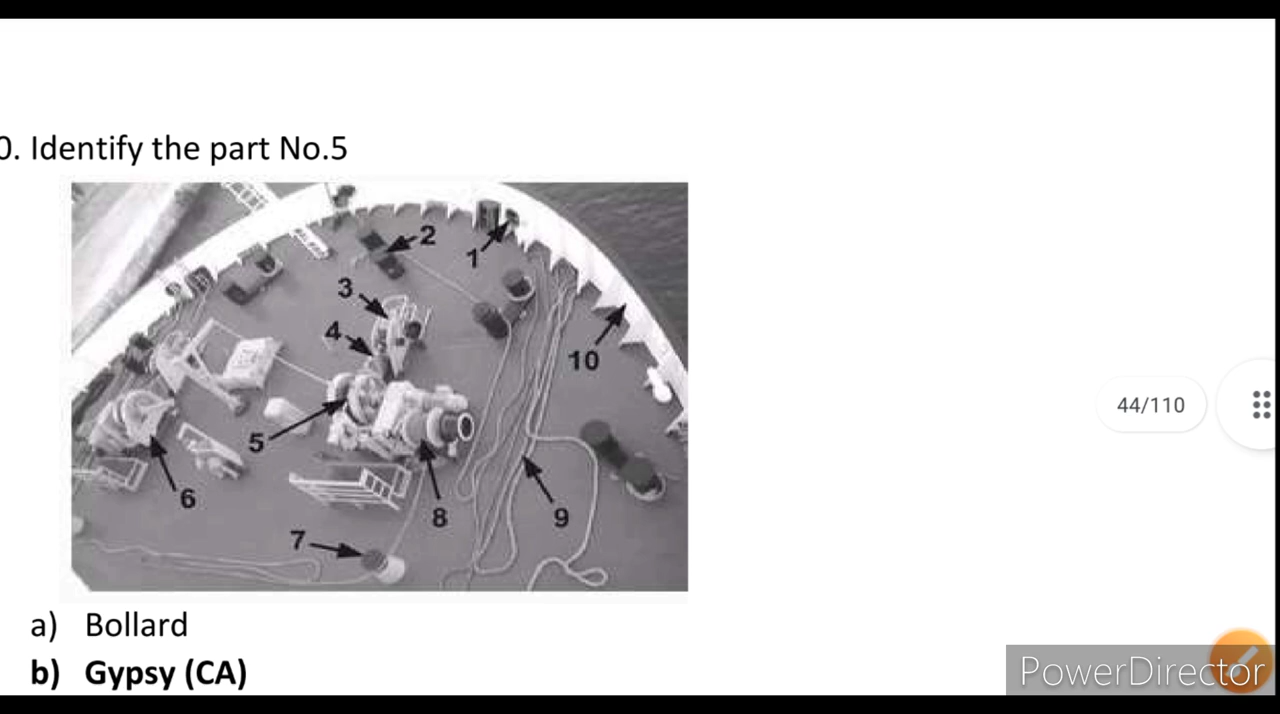 0. Identify the part No.5
2
1
3
4
10
5
6
8
9
7
44/110
a) Bollard
b) Gypsy (CA)
PowerDirector